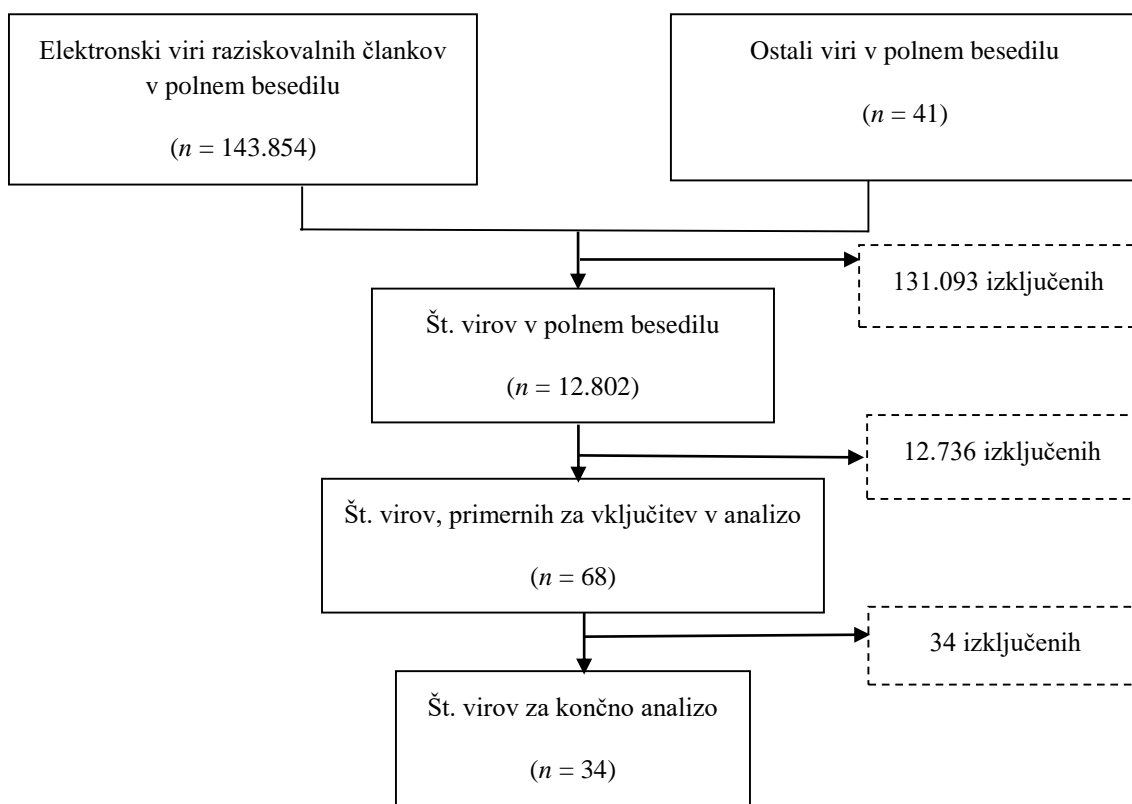 Elektronski viri raziskovalnih člankov
v polnem besedilu
(n = 143.854)
Ostali viri v polnem besedilu
(n = 41)
131.093 izključenih
Št. virov v polnem besedilu
(n = 12.802)
12.736 izključenih
Št. virov, primernih za vključitev v analizo
(n = 68)
34 izključenih
Št. virov za končno analizo
(n = 34)